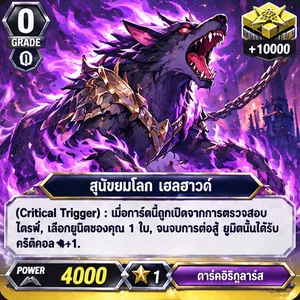 0
GRADE
+10000
สุนัขยมโลก เฮลฮาวด์
(Critical Trigger) : เมื่อการ์ดนี้ถูกเปิดจากการตรวจสอบ
ไดรฟ์, เลือกยูนิตของคุณ 1 ใบ, จนจบการต่อสู้ ยูนิตนั้นได้รับ
คริติคอล +1.
POWER 4000 1 ดาร์คอิรีกูลาร์ส